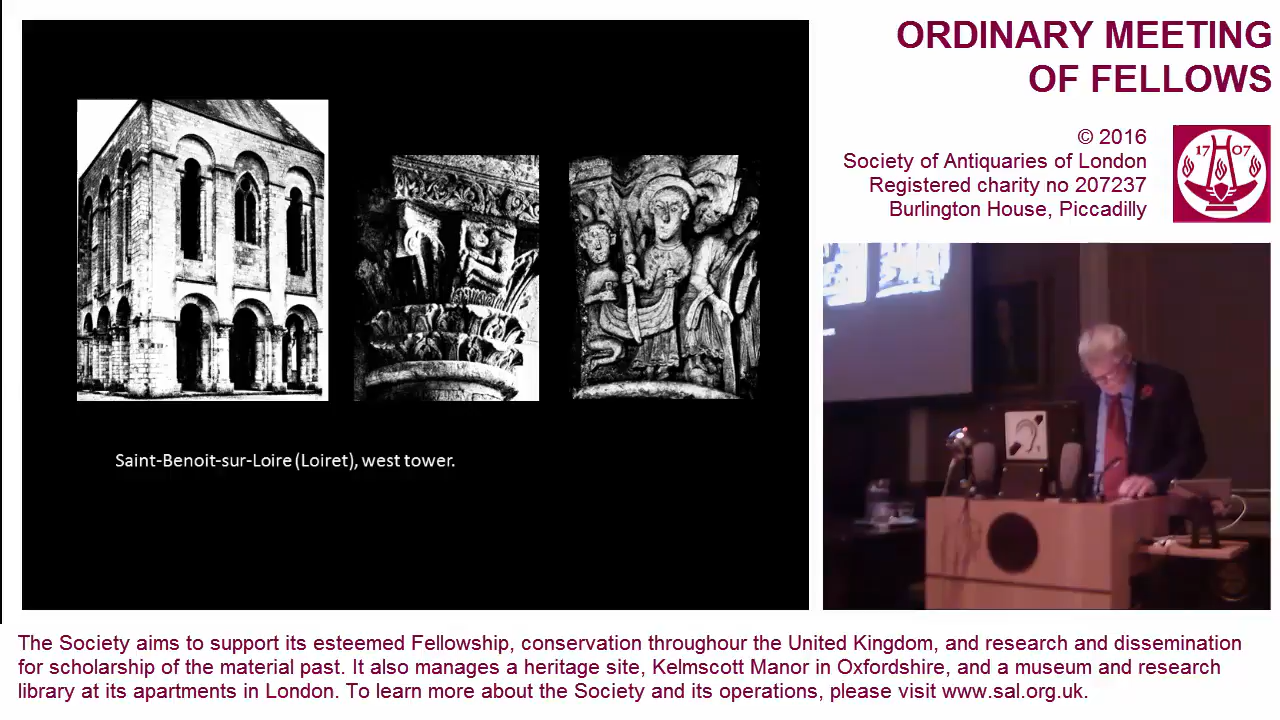 ORDINARY MEETING
OF FELLOWS
© 2016
Society of Antiquaries of London
Registered charity no 207237
Burlington House, Piccadilly
17 07
Saint-Benoit-sur-Loire (Loiret), west tower.
The Society aims to support its esteemed Fellowship, conservation throughour the United Kingdom, and research and dissemination
for scholarship of the material past. It also manages a heritage site, Kelmscott Manor in Oxfordshire, and a museum and research
library at its apartments in London. To learn more about the Society and its operations, please visit www.sal.org.uk.